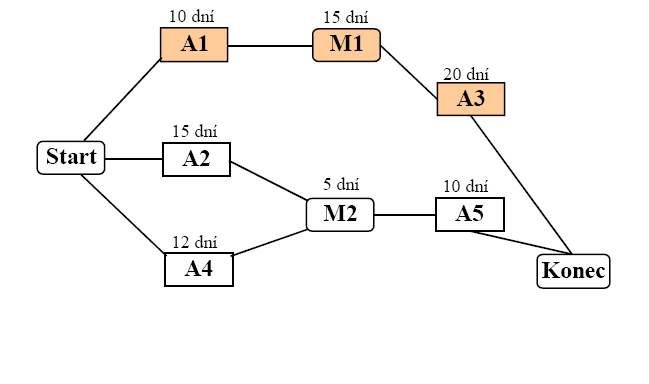 10 dní
A1
15 dní
M1
20 dní
A3
Start
15 dní
A2
5 dní
M2
10 dní
A5
12 dní
A4
Konec